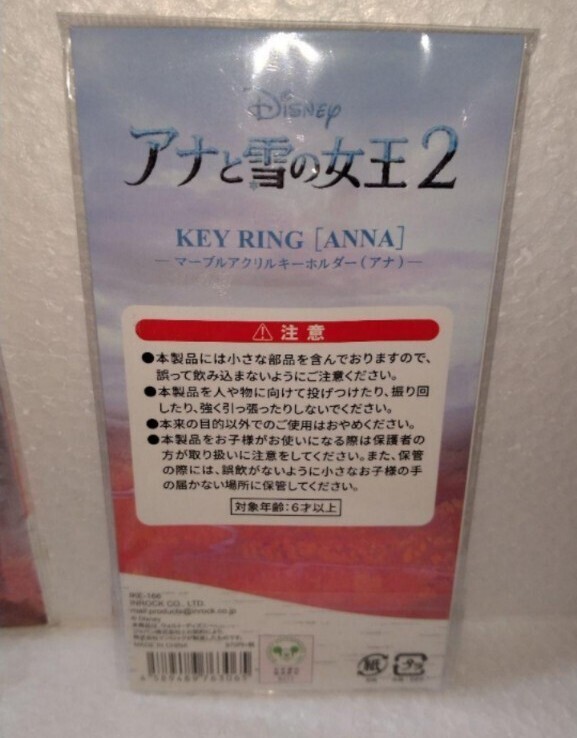 Disney
アナと雪の女王2
KEY RING [ANNA]
マーブルアクリルキーホルダー(アナ)
⚠注意
●本製品には小さな部品を含んでおりますので、
誤って飲み込まないようにご注意ください。
●本製品を人や物に向けて投げつけたり、振り回
したり、強く引っ張ったりしないでください。
●本来の目的以外でのご使用はおやめください。
●本製品をお子様がお使いになる際は保護者の
方が取り扱いに注意をしてください。また、保管
の際には、誤飲がないように小さなお子様の手
の届かない場所に保管してください。
対象年齢:6才以上
IKE-166
INROCK CO., LTD.
mail:products@inrock.co.jp
© Disney
MADE IN CHINA
紙